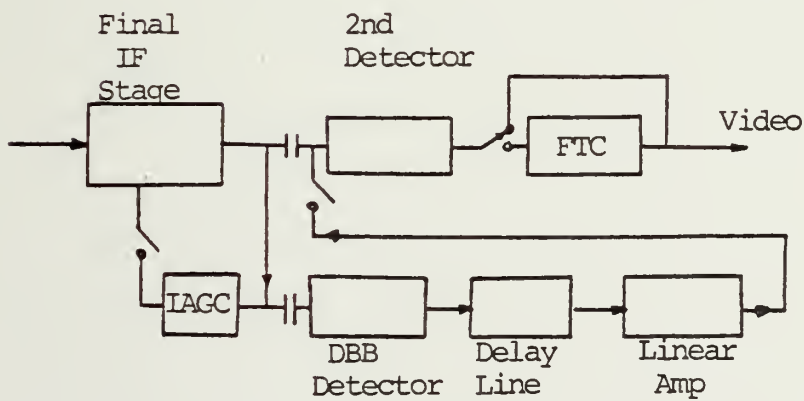 Final
IF
Stage
2nd
Detector
FTC
Video
IAGC
DBB
Detector
Delay
Line
Linear
Amp